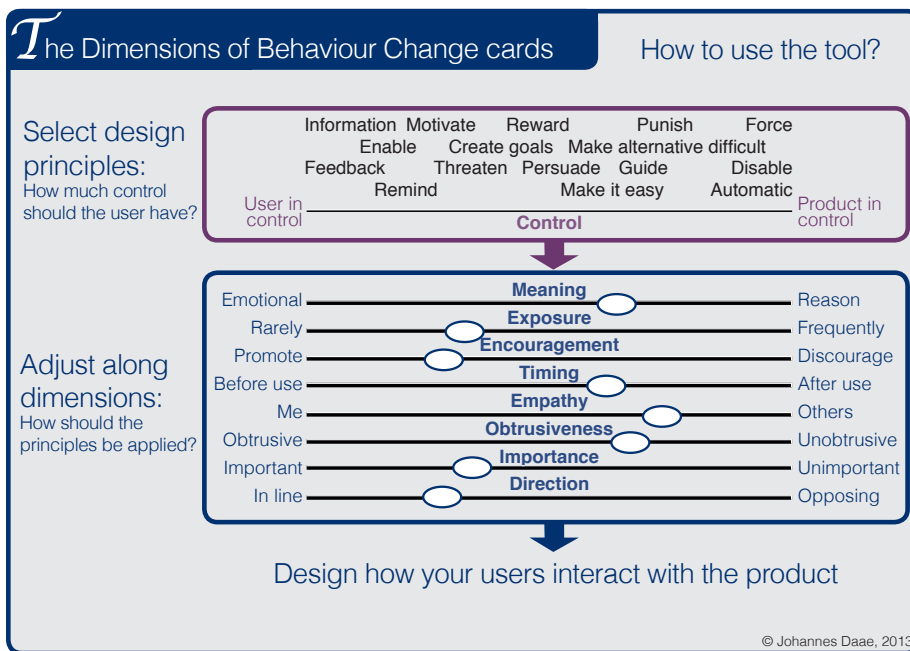 The Dimensions of Behaviour Change cards
How to use the tool?
Select design
principles:
How much control
should the user have?
Information Motivate Reward Punish Force
Enable Create goals Make alternative difficult
Feedback Threaten Persuade Guide Disable
Remind Make it easy Automatic
User in
control
Product in
control
Control
Adjust along
dimensions:
How should the
principles be applied?
Meaning
Emotional Reason
Exposure
Rarely Frequently
Encouragement
Promote Discourage
Timing
Before use After use
Empathy
Me Others
Obtrusiveness
Obtrusive Unobtrusive
Importance
Important Unimportant
Direction
In line Opposing
Design how your users interact with the product
© Johannes Daae, 2013